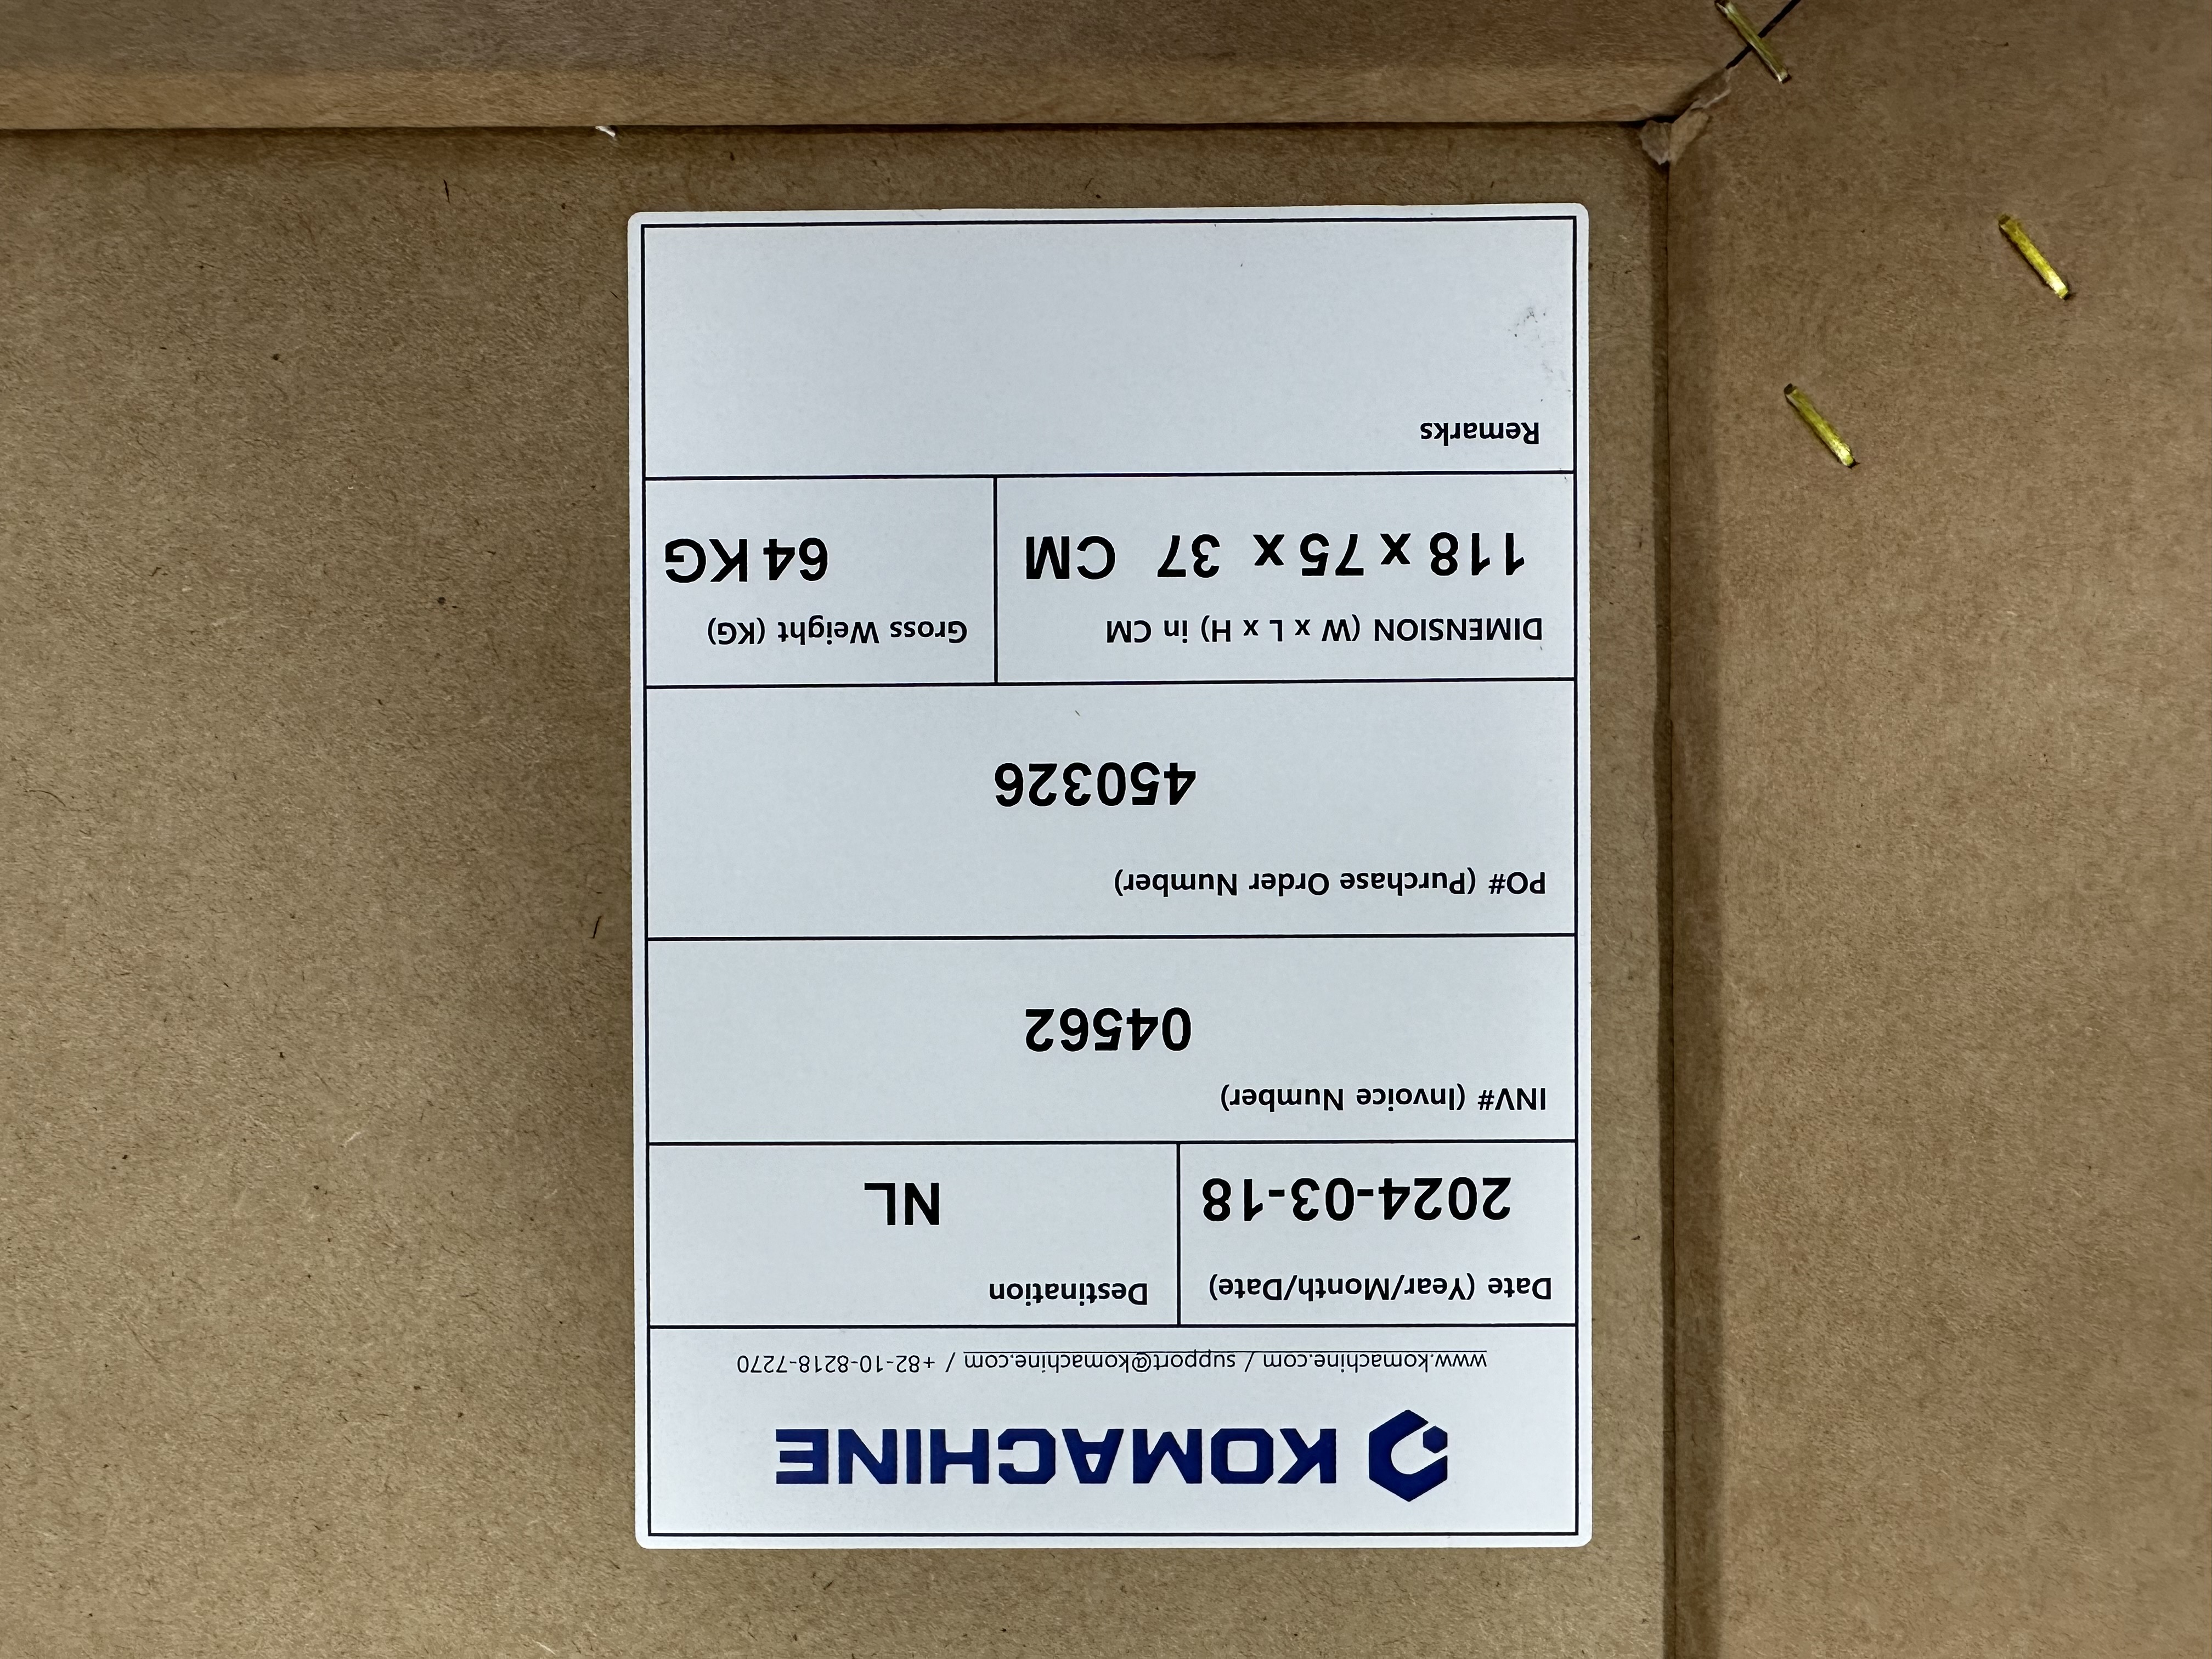 KOMACHINE
www.komachine.com / support@komachine.com / +82-10-8218-7270
Date (Year/Month/Date)
2024-03-18
Destination
NL
INV# (Invoice Number)
04562
PO# (Purchase Order Number)
450326
DIMENSION (W x L x H) in CM
118 x 75 x 37 CM
Gross Weight (KG)
64 KG
Remarks